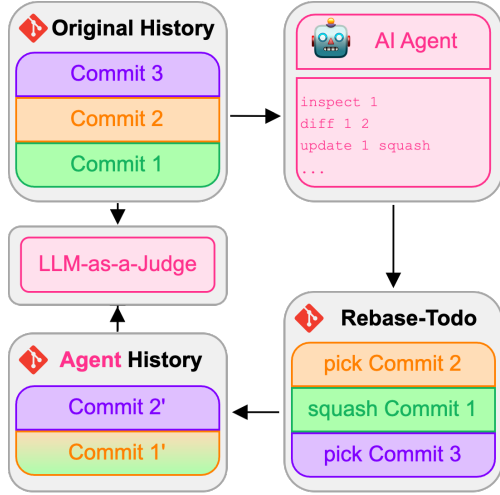 Original History
Commit 3
Commit 2
Commit 1
AI Agent
inspect 1
diff 1 2
update 1 squash
...
LLM-as-a-Judge
Rebase-Todo
pick Commit 2
squash Commit 1
pick Commit 3
Agent History
Commit 2'
Commit 1'